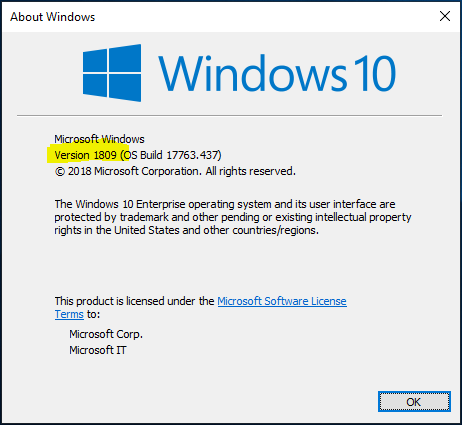 About Windows
Windows 10
Microsoft Windows
Version 1809 (OS Build 17763.437)
© 2018 Microsoft Corporation. All rights reserved.
The Windows 10 Enterprise operating system and its user interface are
protected by trademark and other pending or existing intellectual property
rights in the United States and other countries/regions.
This product is licensed under the Microsoft Software License
Terms to:
Microsoft Corp.
Microsoft IT
OK